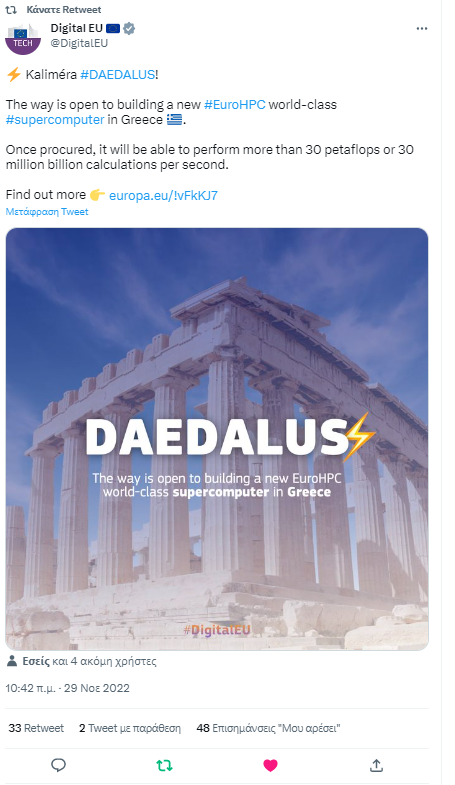 Κάνατε Retweet
Digital EU 🇪🇺
@DigitalEU
TECH
⚡ Kaliméra #DAEDALUS!
The way is open to building a new #EuroHPC world-class
#supercomputer in Greece 🇬🇷.
Once procured, it will be able to perform more than 30 petaflops or 30
million billion calculations per second.
Find out more 👉 europa.eu/!vFkKJ7
Μετάφραση Tweet
DAEDALUS⚡
The way is open to building a new EuroHPC
world-class supercomputer in Greece
#DigitalEU
Εσείς και 4 ακόμη χρήστες
10:42 π.μ. · 29 Νοε 2022
33 Retweet 2 Tweet με παράθεση 48 Επισημάνσεις "Μου αρέσει"